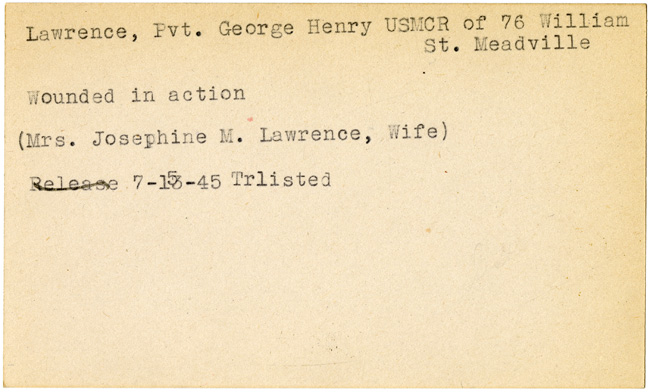 Lawrence, Pvt. George Henry USMCR of 76 William
St. Meadville
Wounded in action
(Mrs. Josephine M. Lawrence, Wife)
Release 7-15-45 Trlisted